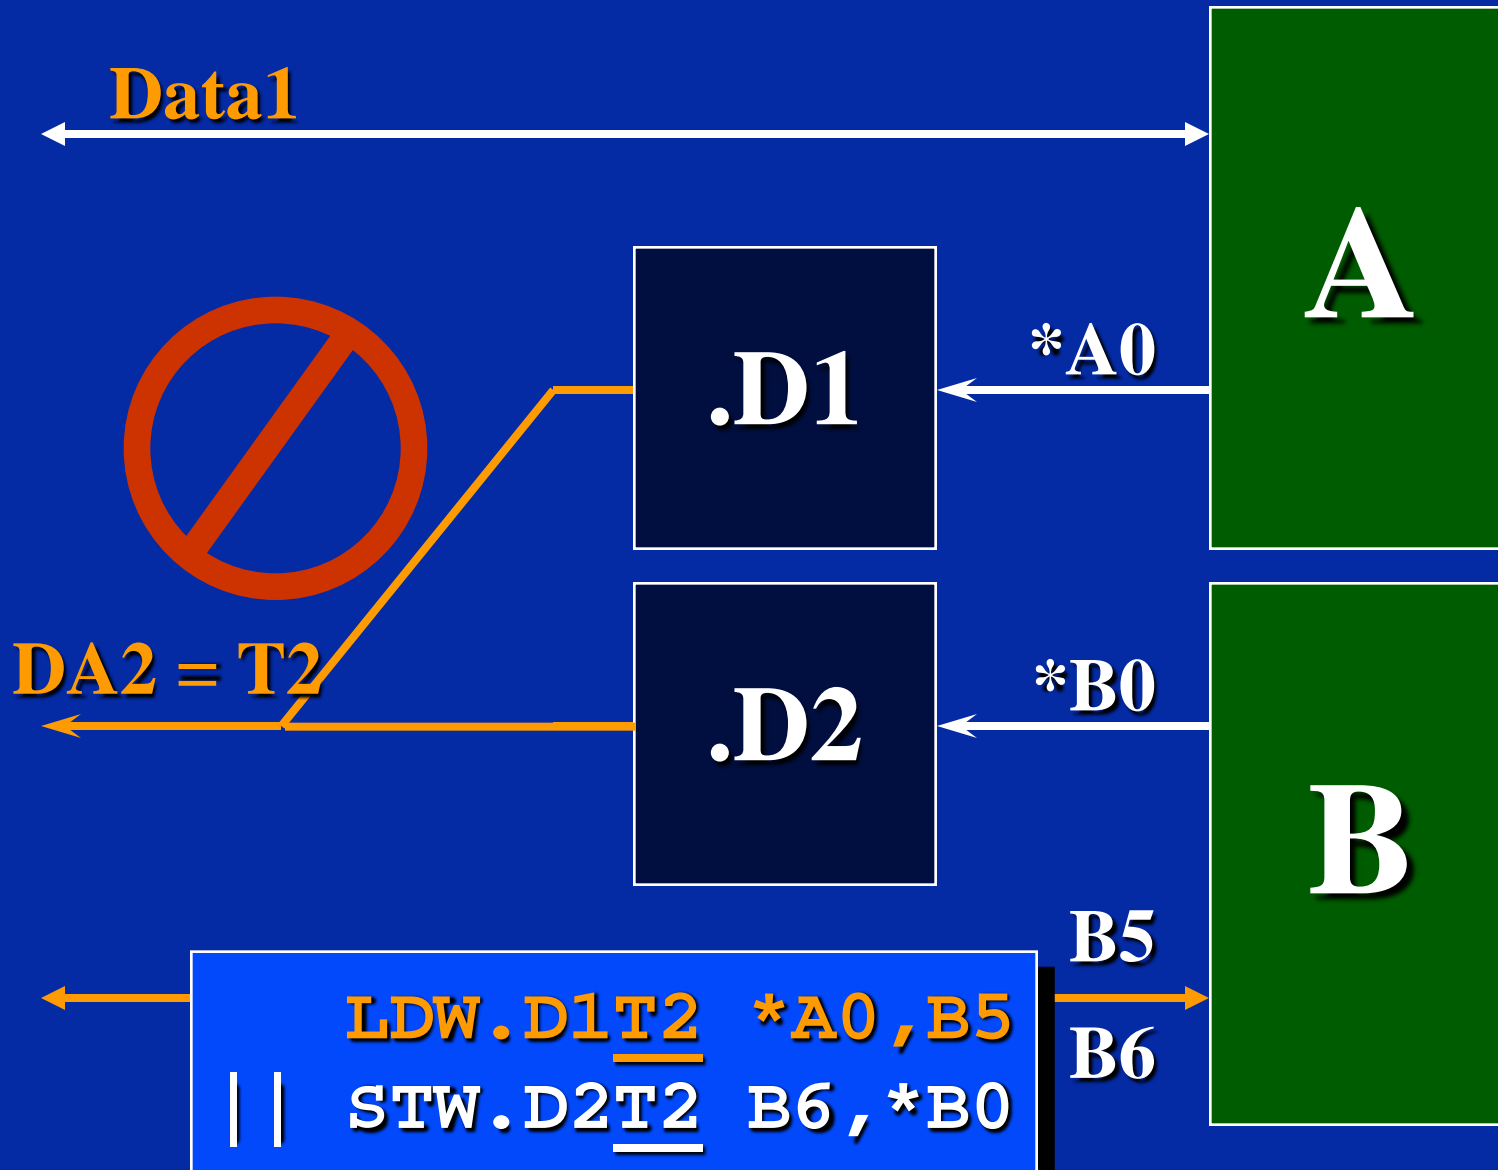 Data1
A
*A0
.D1
DA2 = T2
*B0
.D2
B
B5
LDW.D1T2 *A0,B5
B6
|| STW.D2T2 B6,*B0